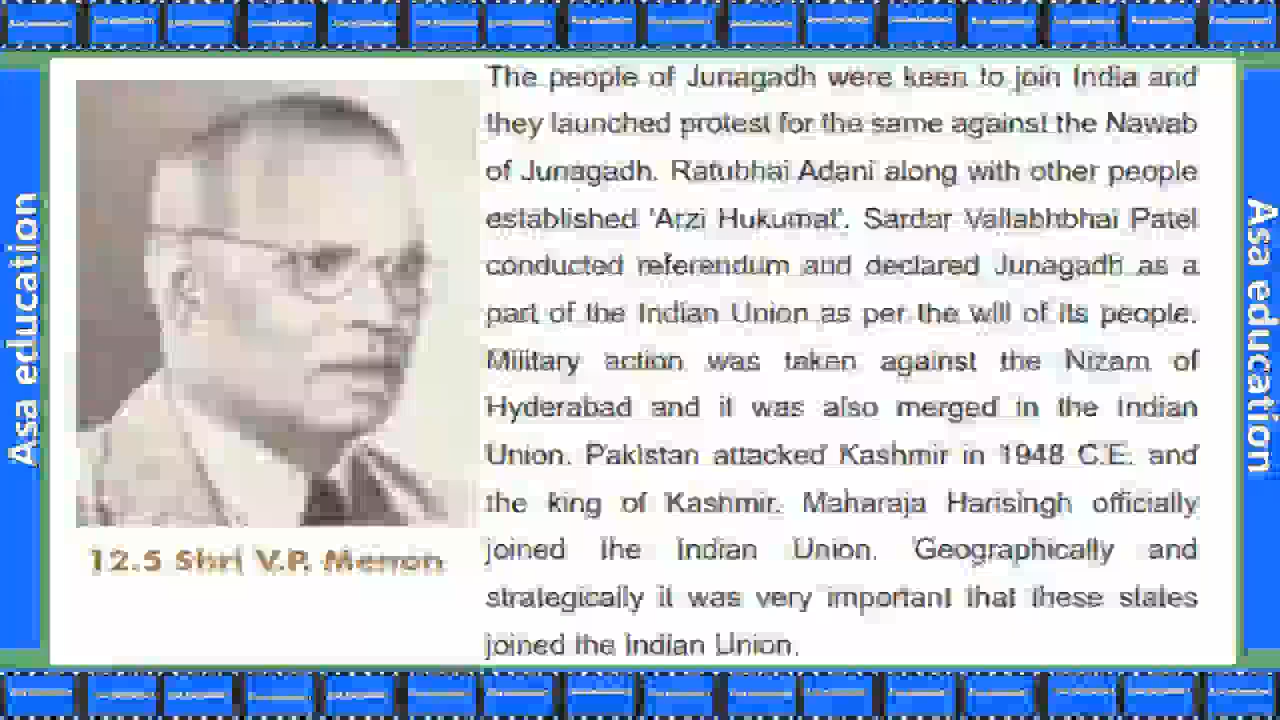 The people of Junagadh were keen to join India and
they launched protest for the same against the Nawab
of Junagadh. Ratubhai Adani along with other people
established 'Arzi Hukumat'. Sardar Vallabhbhai Patel
conducted referendum and declared Junagadh as a
part of the Indian Union as per the will of its people.
Military action was taken against the Nizam of
Hyderabad and it was also merged in the Indian
Union. Pakistan attacked Kashmir in 1948 C.E. and
the king of Kashmir. Maharaja Harisingh officially
joined the Indian Union. Geographically and
strategically it was very important that these states
joined the Indian Union.
12.5 Shri V.P. Menon
Asa education
Asa education